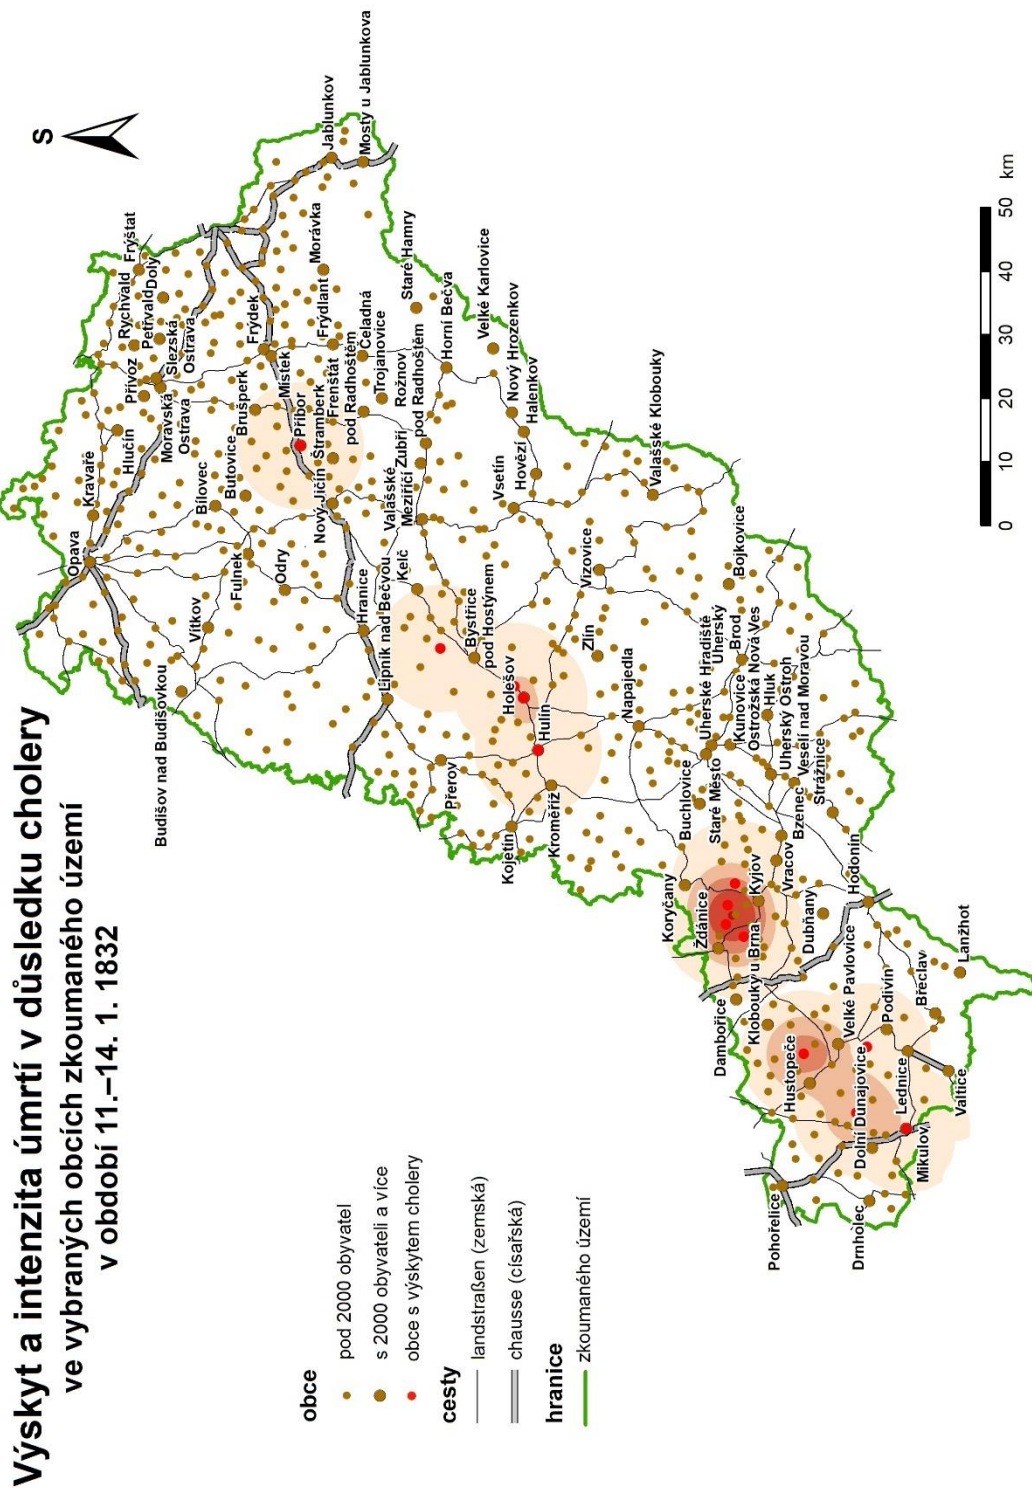 Výskyt a intenzita úmrtí v důsledku cholery
ve vybraných obcích zkoumaného území
v období 11.–14. 1. 1832
S
obce
pod 2000 obyvatel
s 2000 obyvateli a více
obce s výskytem cholery
cesty
landstraßen (zemská)
chausse (císařská)
hranice
zkoumaného území
0 10 20 30 40 50 km
Opava
Kravaře
Hlučín
Přívoz
Rychvald
Petřvald
Doly
Fryštat
Moravská
Ostrava
Slezská
Ostrava
Budišov nad Budišovkou
Vítkov
Bílovec
Butovice
Brušperk
Fulnek
Odry
Frýdek
Místek
Příbor
Štramberk
Nový Jičín
Frenštát
pod Radhoštěm
Frýdlant
Morávka
Jablunkov
Mosty u Jablunkova
Čeladná
Trojanovice
Staré Hamry
Hranice
Lipník nad Bečvou
Kelč
Valašské
Meziříčí
Zubří
Rožnov
pod Radhoštěm
Horní Bečva
Velké Karlovice
Nový Hrozenkov
Halenkov
Hovězí
Vsetín
Přerov
Bystřice
pod Hostýnem
Holešov
Hulín
Kojetín
Kroměříž
Vizovice
Zlín
Napajedla
Valašské Klobouky
Bojkovice
Uherské Hradiště
Uherský
Brod
Kunovice
Ostrožská Nová Ves
Hluk
Uherský Ostroh
Veselí nad Moravou
Strážnice
Buchlovice
Staré Město
Bzenec
Vracov
Koryčany
Ždánice
Kyjov
Dubňany
Hodonín
Dambořice
Klobouky u Brna
Hustopeče
Velké Pavlovice
Podivín
Břeclav
Lanžhot
Pohořelice
Dolní Dunajovice
Drnholec
Mikulov
Lednice
Valtice